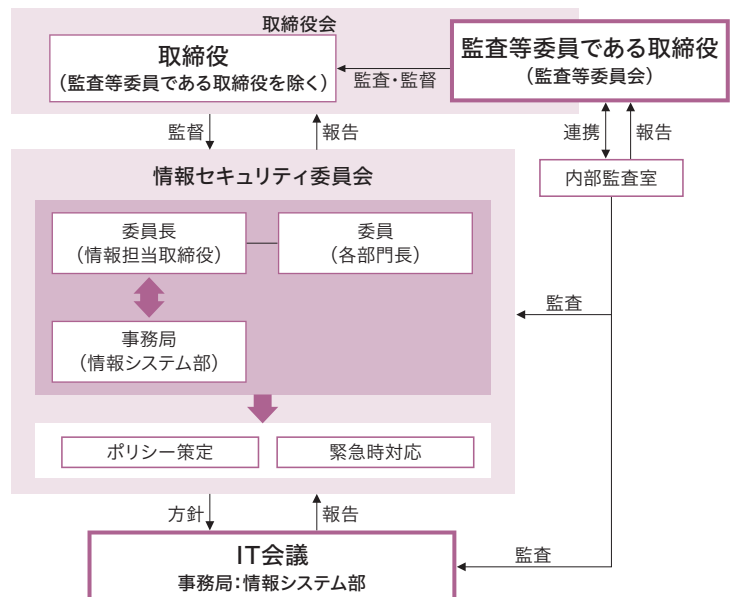 取締役会
取締役
（監査等委員である取締役を除く）
監査・監督
監査等委員である取締役
（監査等委員会）
監督
報告
連携
報告
情報セキュリティ委員会
内部監査室
委員長
（情報担当取締役）
委員
（各部門長）
監査
事務局
（情報システム部）
ポリシー策定
緊急時対応
方針
報告
IT会議
事務局：情報システム部
監査